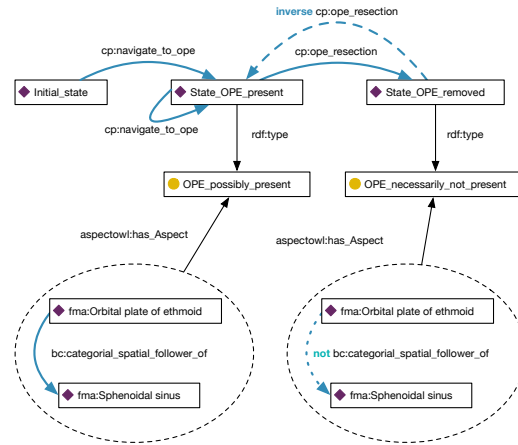 inverse cp:ope_resection
cp:navigate_to_ope
cp:ope_resection
Initial_state
State_OPE_present
State_OPE_removed
cp:navigate_to_ope
rdf:type
rdf:type
OPE_possibly_present
OPE_necessarily_not_present
aspectowl:has_Aspect
aspectowl:has_Aspect
fma:Orbital plate of ethmoid
fma:Orbital plate of ethmoid
bc:categorial_spatial_follower_of
not bc:categorial_spatial_follower_of
fma:Sphenoidal sinus
fma:Sphenoidal sinus